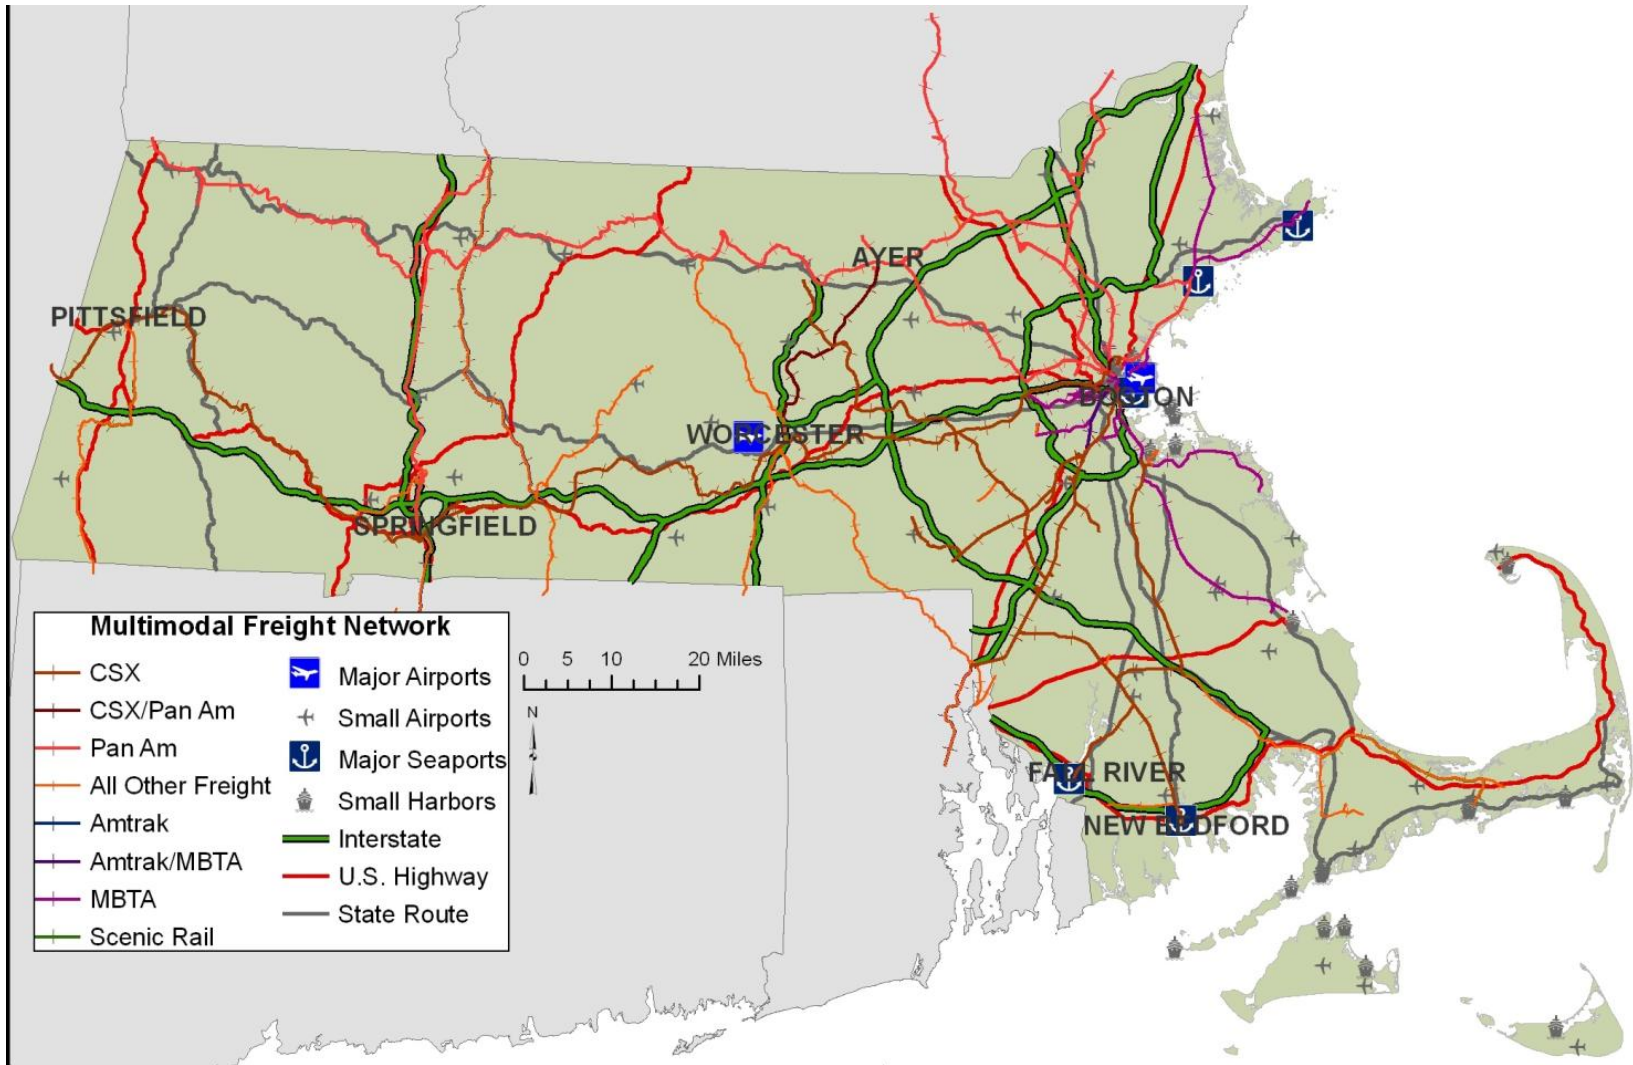 AYER
PITTSFIELD
BOSTON
WORCESTER
SPRINGFIELD
Multimodal Freight Network
CSX
CSX/Pan Am
Pan Am
All Other Freight
Amtrak
Amtrak/MBTA
MBTA
Scenic Rail
Major Airports
Small Airports
Major Seaports
Small Harbors
Interstate
U.S. Highway
State Route
0 5 10 20 Miles
N
FALL RIVER
NEW BEDFORD